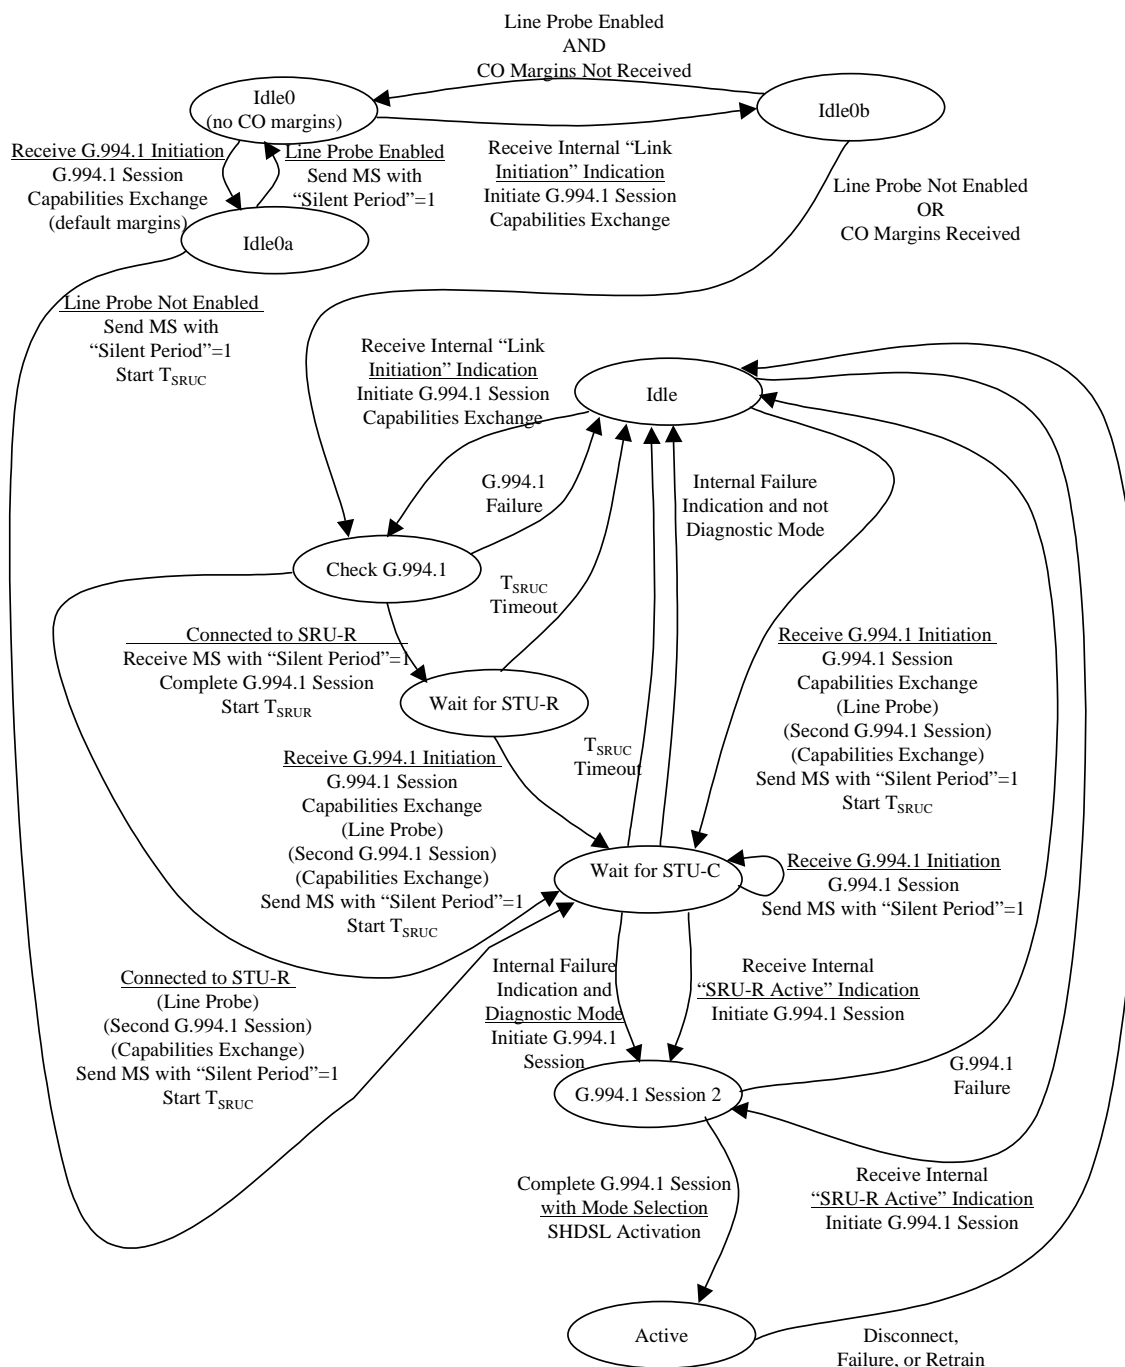 Line Probe Enabled
AND
CO Margins Not Received
Idle0
(no CO margins)
Idle0b
Receive G.994.1 Initiation
G.994.1 Session
Capabilities Exchange
(default margins)
Line Probe Enabled
Send MS with
“Silent Period”=1
Receive Internal “Link
Initiation” Indication
Initiate G.994.1 Session
Capabilities Exchange
Line Probe Not Enabled
OR
CO Margins Received
Idle0a
Line Probe Not Enabled
Send MS with
“Silent Period”=1
Start TSRUC
Receive Internal “Link
Initiation” Indication
Initiate G.994.1 Session
Capabilities Exchange
Idle
G.994.1
Failure
Internal Failure
Indication and not
Diagnostic Mode
Check G.994.1
TSRUC
Timeout
Connected to SRU-R
Receive MS with “Silent Period”=1
Complete G.994.1 Session
Start TSRUR
Wait for STU-R
Receive G.994.1 Initiation
G.994.1 Session
Capabilities Exchange
(Line Probe)
(Second G.994.1 Session)
(Capabilities Exchange)
Send MS with “Silent Period”=1
Start TSRUC
TSRUC
Timeout
Receive G.994.1 Initiation
G.994.1 Session
Capabilities Exchange
(Line Probe)
(Second G.994.1 Session)
(Capabilities Exchange)
Send MS with “Silent Period”=1
Start TSRUC
Wait for STU-C
Receive G.994.1 Initiation
G.994.1 Session
Send MS with “Silent Period”=1
Connected to STU-R
(Line Probe)
(Second G.994.1 Session)
(Capabilities Exchange)
Send MS with “Silent Period”=1
Start TSRUC
Internal Failure
Indication and
Diagnostic Mode
Initiate G.994.1
Session
Receive Internal
“SRU-R Active” Indication
Initiate G.994.1 Session
G.994.1 Session 2
G.994.1
Failure
Complete G.994.1 Session
with Mode Selection
SHDSL Activation
Receive Internal
“SRU-R Active” Indication
Initiate G.994.1 Session
Active
Disconnect,
Failure, or Retrain